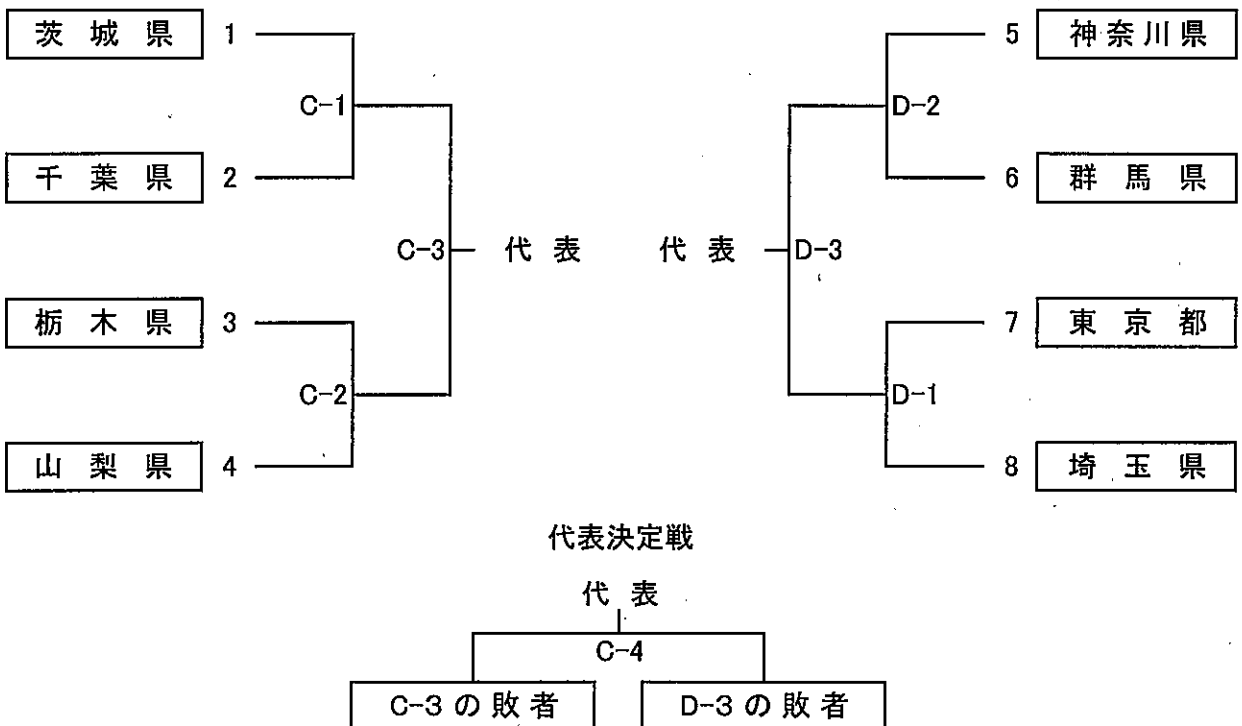 茨城県 1 5 神奈川県
C-1 D-2
千葉県 2 6 群馬県
C-3 代表 代表 D-3
栃木県 3 7 東京都
C-2 D-1
山梨県 4 8 埼玉県
代表決定戦
代表
C-4
C-3の敗者 D-3の敗者